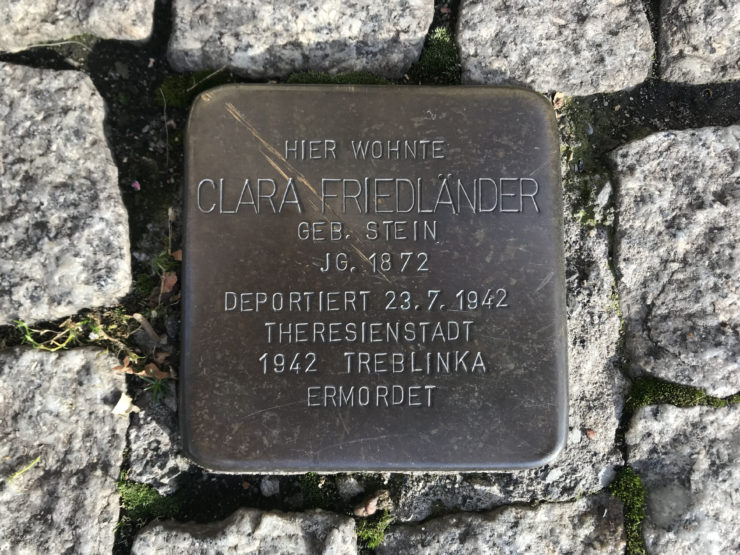 HIER WOHNTE
CLARA FRIEDLÄNDER
GEB. STEIN
JG. 1872
DEPORTIERT 23.7.1942
THERESIENSTADT
1942 TREBLINKA
ERMORDET